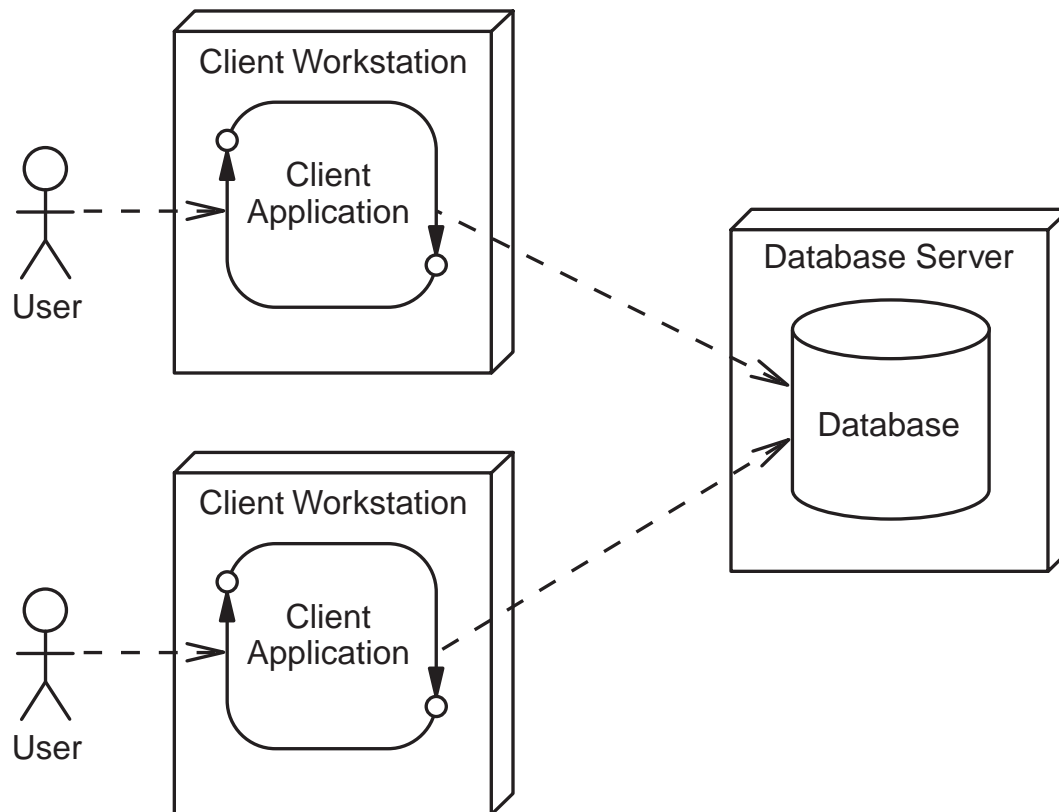 Client Workstation
Client
Application
User
Database Server
Database
Client Workstation
Client
Application
User